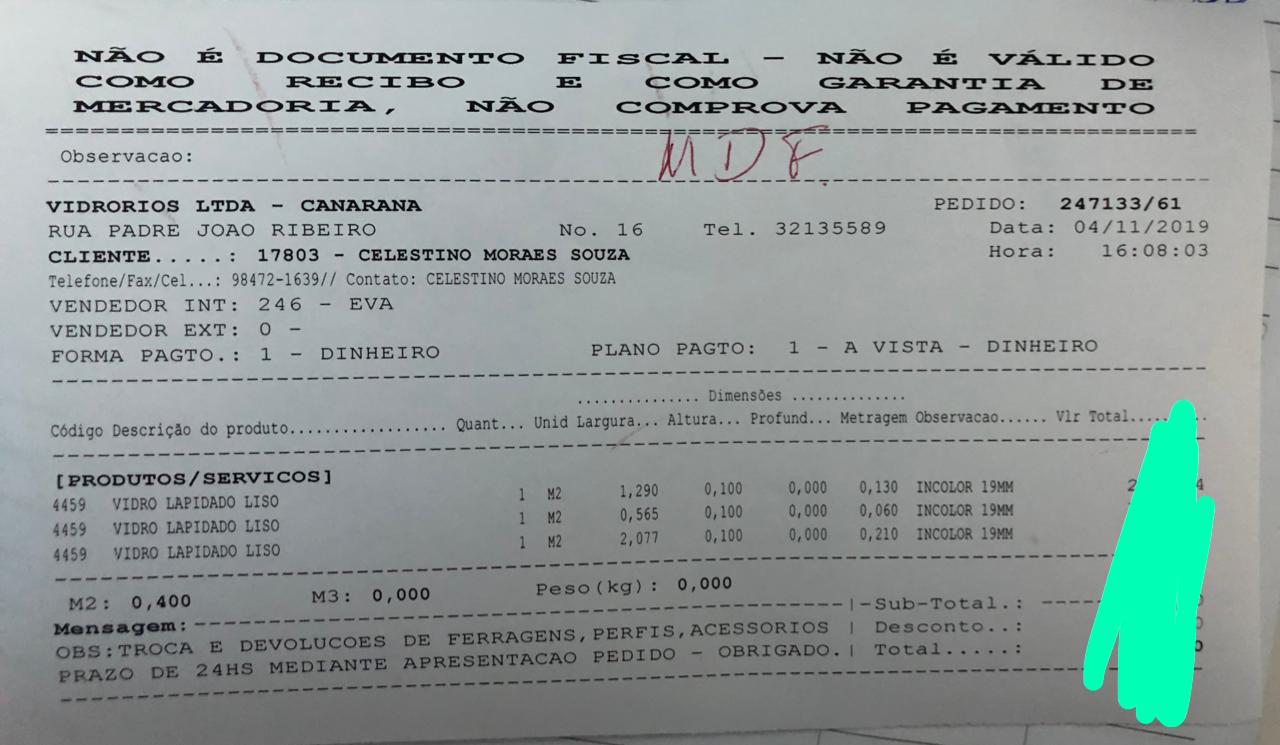 NÃO É DOCUMENTO FISCAL – NÃO É VÁLIDO
COMO RECIBO E COMO GARANTIA DE
MERCADORIA, NÃO COMPROVA PAGAMENTO
Observacao:
MDF
VIDRORIOS LTDA - CANARANA PEDIDO: 247133/61
RUA PADRE JOAO RIBEIRO No. 16 Tel. 32135589 Data: 04/11/2019
CLIENTE.....: 17803 - CELESTINO MORAES SOUZA Hora: 16:08:03
Telefone/Fax/Cel...: 98472-1639// Contato: CELESTINO MORAES SOUZA
VENDEDOR INT: 246 - EVA
VENDEDOR EXT: 0 -
FORMA PAGTO.: 1 - DINHEIRO PLANO PAGTO: 1 - A VISTA - DINHEIRO
............... Dimensões ..............
Código Descrição do produto................. Quant... Unid Largura... Altura... Profund... Metragem Observacao...... Vlr Total.....
[PRODUTOS/SERVICOS]
4459 VIDRO LAPIDADO LISO 1 M2 1,290 0,100 0,000 0,130 INCOLOR 19MM
4459 VIDRO LAPIDADO LISO 1 M2 0,565 0,100 0,000 0,060 INCOLOR 19MM
4459 VIDRO LAPIDADO LISO 1 M2 2,077 0,100 0,000 0,210 INCOLOR 19MM
M2: 0,400 M3: 0,000 Peso(kg): 0,000
Mensagem:---|-Sub-Total.:
OBS:TROCA E DEVOLUCOES DE FERRAGENS,PERFIS,ACESSORIOS | Desconto..:
PRAZO DE 24HS MEDIANTE APRESENTACAO PEDIDO - OBRIGADO.| Total.....: